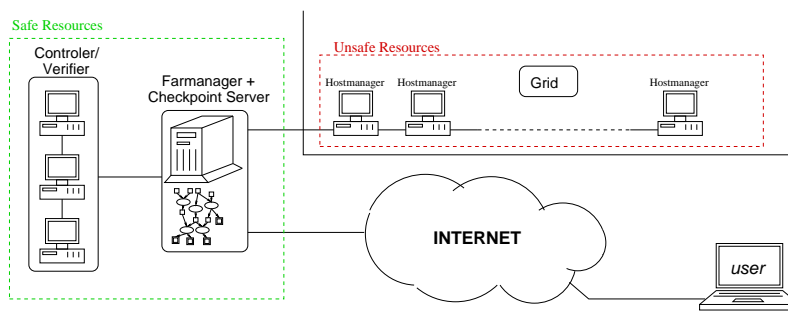 Safe Resources
Controler/
Verifier
Farmanager +
Checkpoint Server
Unsafe Resources
Hostmanager
Hostmanager
Grid
Hostmanager
INTERNET
user